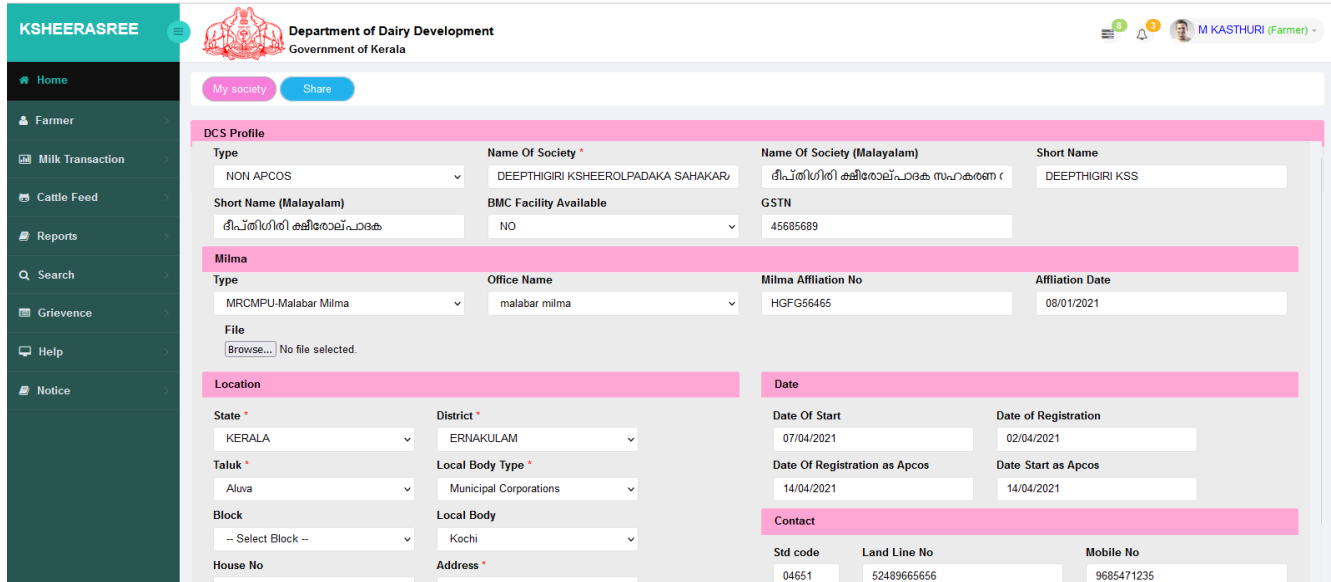 KSHEERASREE
Department of Dairy Development
Government of Kerala
8
3
M KASTHURI (Farmer)
Home
Farmer
Milk Transaction
Cattle Feed
Reports
Search
Grievence
Help
Notice
My society Share
DCS Profile
Type Name Of Society * Name Of Society (Malayalam) Short Name
NON APCOS DEEPTHIGIRI KSHEEROLPADAKA SAHAKAR ദീപ്തിഗിരി ക്ഷീരോല്പാദക സഹകരണ DEEPTHIGIRI KSS
Short Name (Malayalam) BMC Facility Available GSTN
ദീപ്തിഗിരി ക്ഷീരോല്പാദക NO 45685689
Milma
Type Office Name Milma Affliation No Affliation Date
MRCMPU-Malabar Milma malabar milma HGFG56465 08/01/2021
File
Browse... No file selected.
Location
State * District *
KERALA ERNAKULAM
Taluk * Local Body Type *
Aluva Municipal Corporations
Block Local Body
-- Select Block -- Kochi
House No Address *
Date
Date Of Start Date of Registration
07/04/2021 02/04/2021
Date Of Registration as Apcos Date Start as Apcos
14/04/2021 14/04/2021
Contact
Std code Land Line No Mobile No
04651 52489665656 9685471235